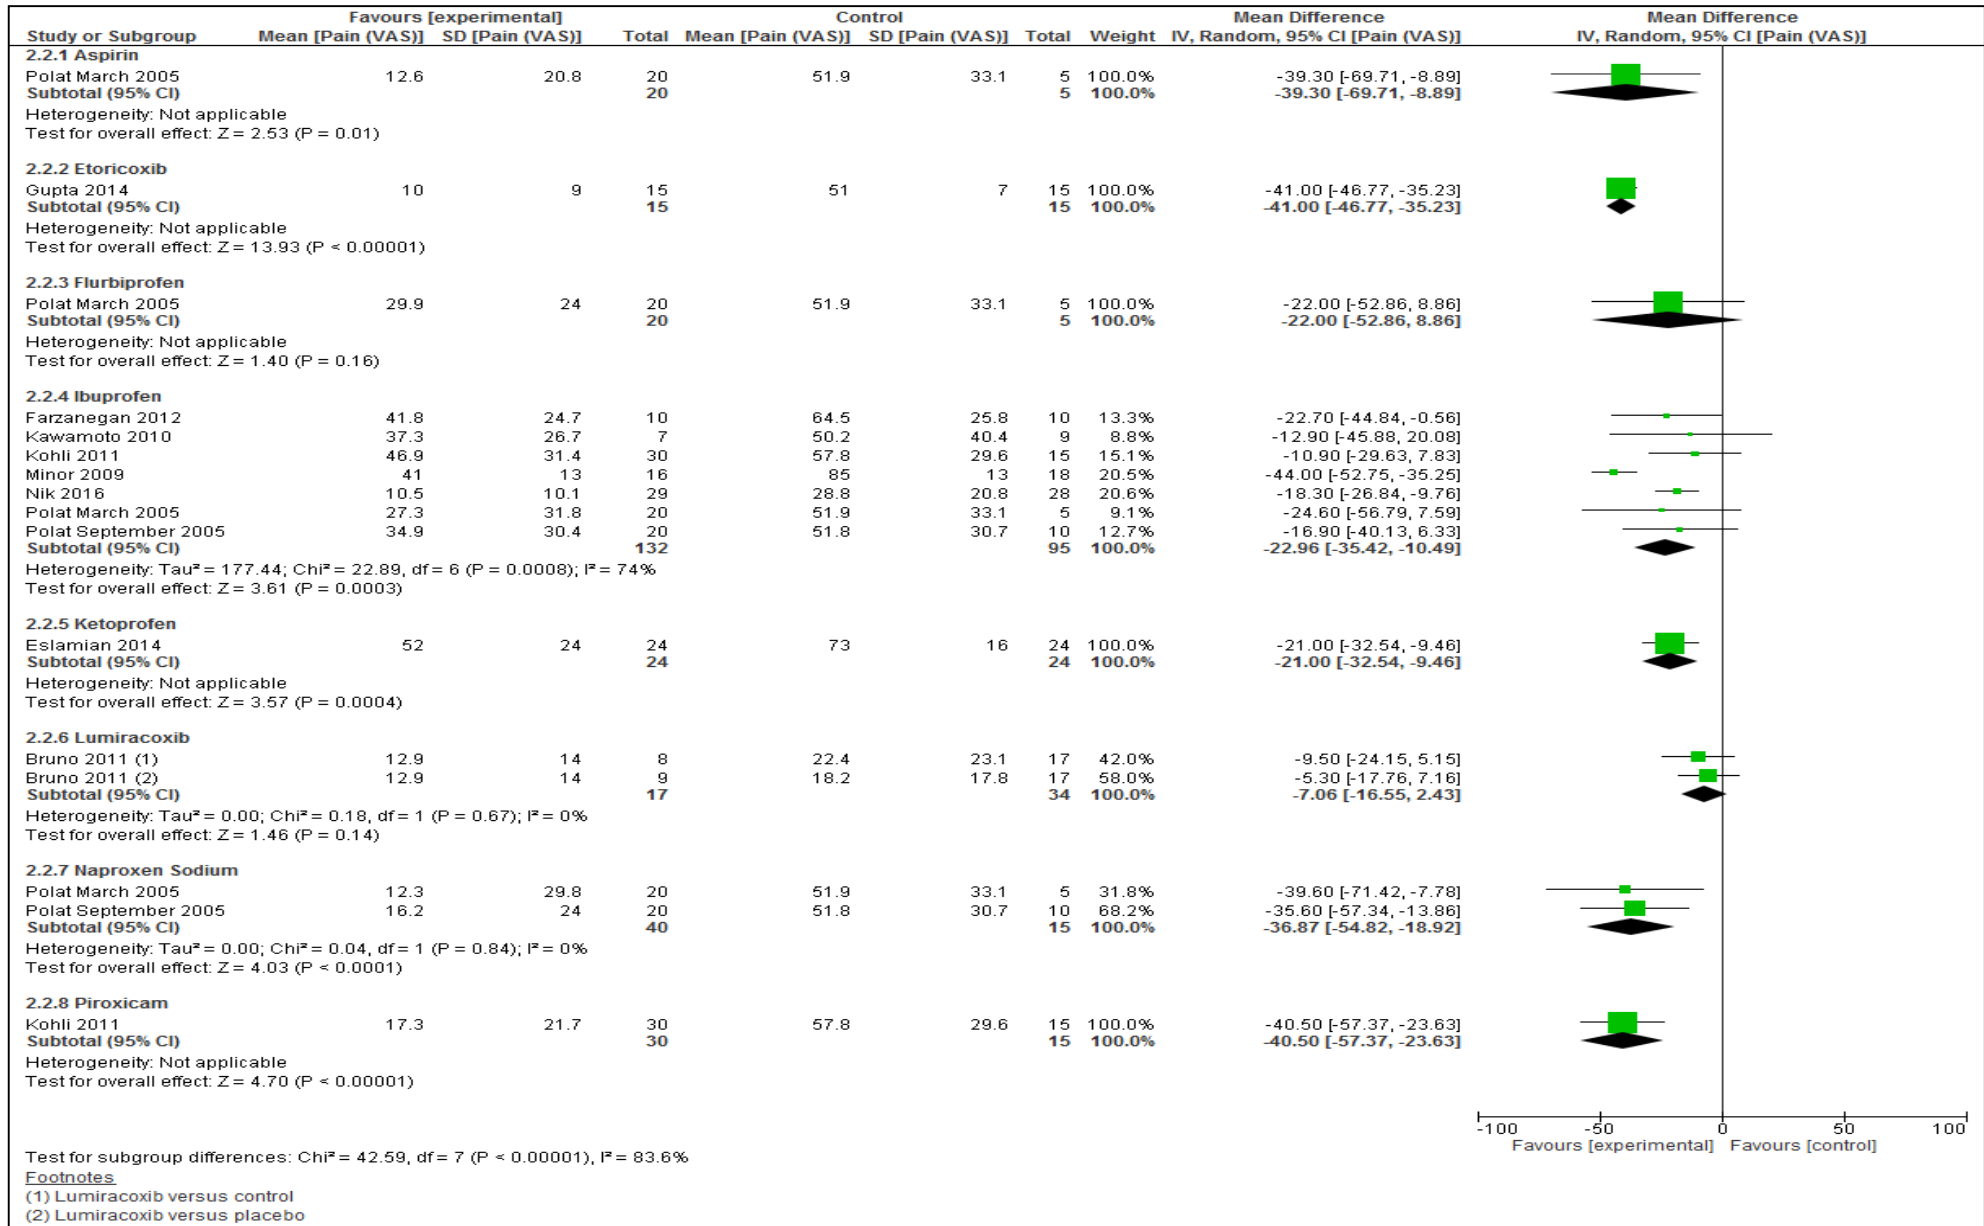 Favours [experimental] Control Mean Difference Mean Difference
Study or Subgroup Mean [Pain (VAS)] SD [Pain (VAS)] Total Mean [Pain (VAS)] SD [Pain (VAS)] Total Weight IV, Random, 95% CI [Pain (VAS)] IV, Random, 95% CI [Pain (VAS)]
2.2.1 Aspirin
Polat March 2005 12.6 20.8 20 51.9 33.1 5 100.0% -39.30 [-69.71, -8.89]
Subtotal (95% CI) 20 5 100.0% -39.30 [-69.71, -8.89]
Heterogeneity: Not applicable
Test for overall effect: Z = 2.53 (P = 0.01)
2.2.2 Etoricoxib
Gupta 2014 10 9 15 51 7 15 100.0% -41.00 [-46.77, -35.23]
Subtotal (95% CI) 15 15 100.0% -41.00 [-46.77, -35.23]
Heterogeneity: Not applicable
Test for overall effect: Z = 13.93 (P < 0.00001)
2.2.3 Flurbiprofen
Polat March 2005 29.9 24 20 51.9 33.1 5 100.0% -22.00 [-52.86, 8.86]
Subtotal (95% CI) 20 5 100.0% -22.00 [-52.86, 8.86]
Heterogeneity: Not applicable
Test for overall effect: Z = 1.40 (P = 0.16)
2.2.4 Ibuprofen
Farzanegan 2012 41.8 24.7 10 64.5 25.8 10 13.3% -22.70 [-44.84, -0.56]
Kawamoto 2010 37.3 26.7 7 50.2 40.4 9 8.8% -12.90 [-45.88, 20.08]
Kohli 2011 46.9 31.4 30 57.8 29.6 15 15.1% -10.90 [-29.63, 7.83]
Minor 2009 41 13 16 85 13 18 20.5% -44.00 [-52.75, -35.25]
Nik 2016 10.5 10.1 29 28.8 20.8 28 20.6% -18.30 [-26.84, -9.76]
Polat March 2005 27.3 31.8 20 51.9 33.1 5 9.1% -24.60 [-56.79, 7.59]
Polat September 2005 34.9 30.4 20 51.8 30.7 10 12.7% -16.90 [-40.13, 6.33]
Subtotal (95% CI) 132 95 100.0% -22.96 [-35.42, -10.49]
Heterogeneity: Tau² = 177.44; Chi² = 22.89, df = 6 (P = 0.0008); I² = 74%
Test for overall effect: Z = 3.61 (P = 0.0003)
2.2.5 Ketoprofen
Eslamian 2014 52 24 24 73 16 24 100.0% -21.00 [-32.54, -9.46]
Subtotal (95% CI) 24 24 100.0% -21.00 [-32.54, -9.46]
Heterogeneity: Not applicable
Test for overall effect: Z = 3.57 (P = 0.0004)
2.2.6 Lumiracoxib
Bruno 2011 (1) 12.9 14 8 22.4 23.1 17 42.0% -9.50 [-24.15, 5.15]
Bruno 2011 (2) 12.9 14 9 18.2 17.8 17 58.0% -5.30 [-17.76, 7.16]
Subtotal (95% CI) 17 34 100.0% -7.06 [-16.55, 2.43]
Heterogeneity: Tau² = 0.00; Chi² = 0.18, df = 1 (P = 0.67); I² = 0%
Test for overall effect: Z = 1.46 (P = 0.14)
2.2.7 Naproxen Sodium
Polat March 2005 12.3 29.8 20 51.9 33.1 5 31.8% -39.60 [-71.42, -7.78]
Polat September 2005 16.2 24 20 51.8 30.7 10 68.2% -35.60 [-57.34, -13.86]
Subtotal (95% CI) 40 15 100.0% -36.87 [-54.82, -18.92]
Heterogeneity: Tau² = 0.00; Chi² = 0.04, df = 1 (P = 0.84); I² = 0%
Test for overall effect: Z = 4.03 (P < 0.0001)
2.2.8 Piroxicam
Kohli 2011 17.3 21.7 30 57.8 29.6 15 100.0% -40.50 [-57.37, -23.63]
Subtotal (95% CI) 30 15 100.0% -40.50 [-57.37, -23.63]
Heterogeneity: Not applicable
Test for overall effect: Z = 4.70 (P < 0.00001)
-100 -50 0 50 100
Favours [experimental] Favours [control]
Test for subgroup differences: Chi² = 42.59, df = 7 (P < 0.00001), I² = 83.6%
Footnotes
(1) Lumiracoxib versus control
(2) Lumiracoxib versus placebo